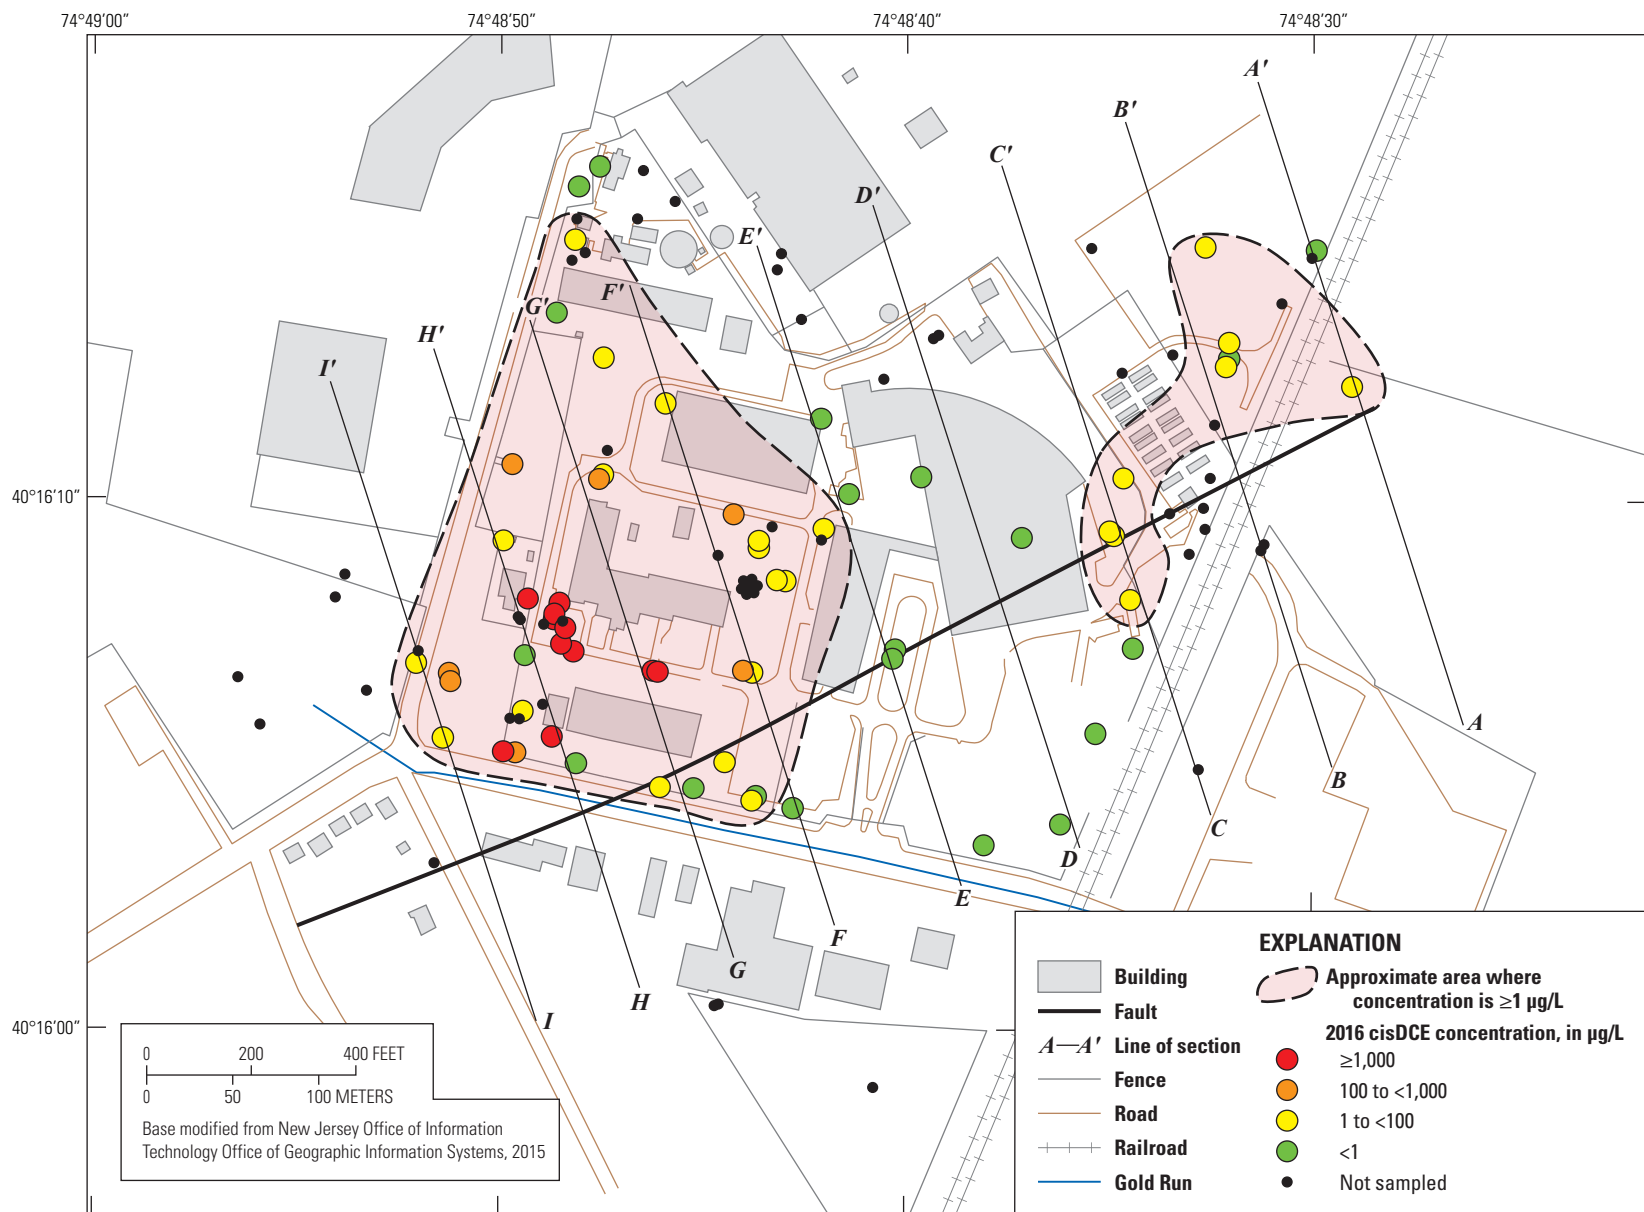 74°49′00″ 74°48′50″ 74°48′40″ 74°48′30″
A′
B′
C′
D′
E′
F′
G′
H′
I′
40°16′10″
A
B
C
D
E
F
G
H
I
40°16′00″
0 200 400 FEET
0 50 100 METERS
Base modified from New Jersey Office of Information
Technology Office of Geographic Information Systems, 2015
EXPLANATION
Building
Fault
A—A′ Line of section
Fence
Road
Railroad
Gold Run
Approximate area where
concentration is ≥1 µg/L
2016 cisDCE concentration, in µg/L
≥1,000
100 to <1,000
1 to <100
<1
Not sampled